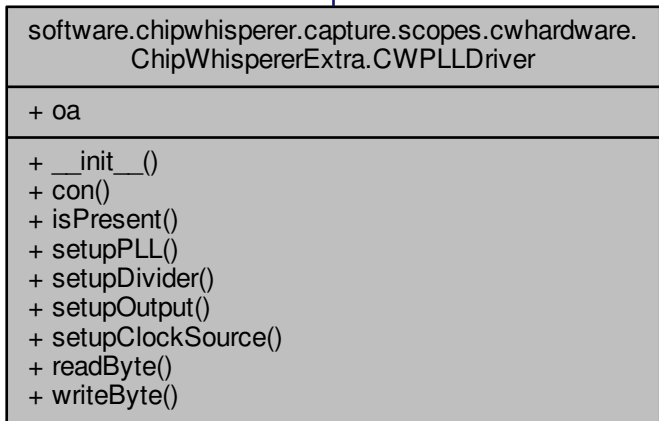 software.chipwhisperer.capture.scopes.cwhardware.
ChipWhispererExtra.CWPLLDriver
+ oa
+ __init__()
+ con()
+ isPresent()
+ setupPLL()
+ setupDivider()
+ setupOutput()
+ setupClockSource()
+ readByte()
+ writeByte()